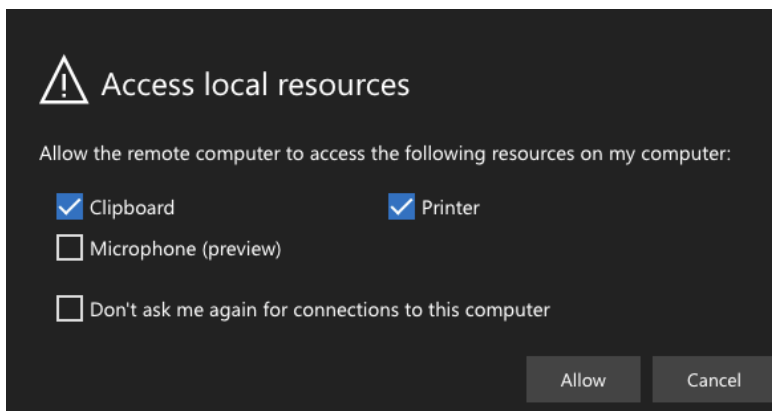 Access local resources
Allow the remote computer to access the following resources on my computer:
Clipboard Printer
Microphone (preview)
Don't ask me again for connections to this computer
Allow Cancel